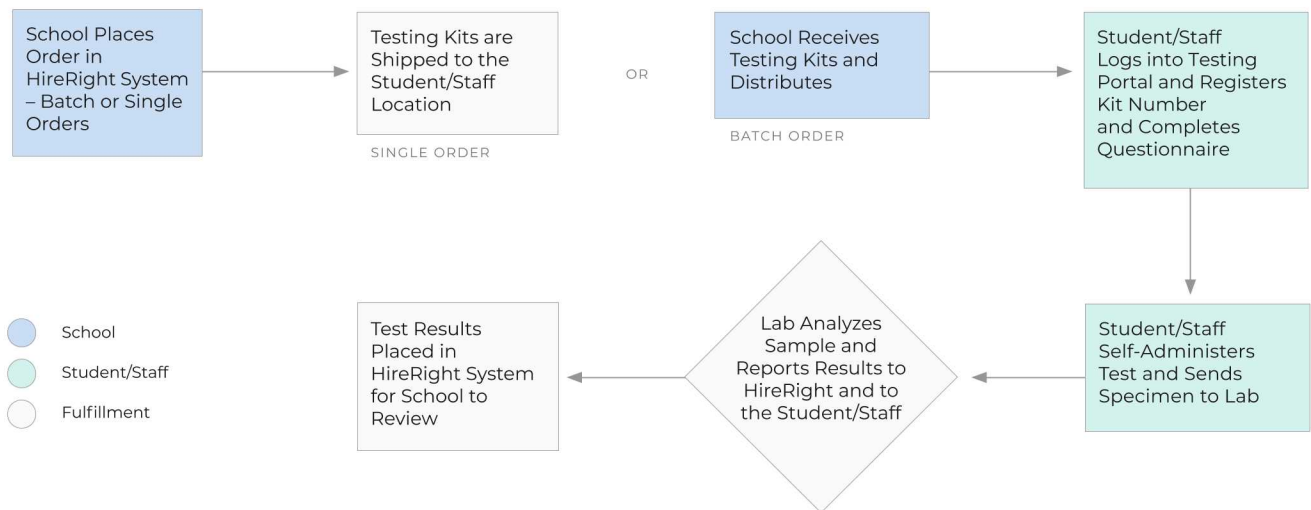 School Places
Order in
HireRight System
– Batch or Single
Orders
Testing Kits are
Shipped to the
Student/Staff
Location
SINGLE ORDER
OR
School Receives
Testing Kits and
Distributes
BATCH ORDER
Student/Staff
Logs into Testing
Portal and Registers
Kit Number
and Completes
Questionnaire
Student/Staff
Self-Administers
Test and Sends
Specimen to Lab
Lab Analyzes
Sample and
Reports Results to
HireRight and to
the Student/Staff
Test Results
Placed in
HireRight System
for School to
Review
School
Student/Staff
Fulfillment